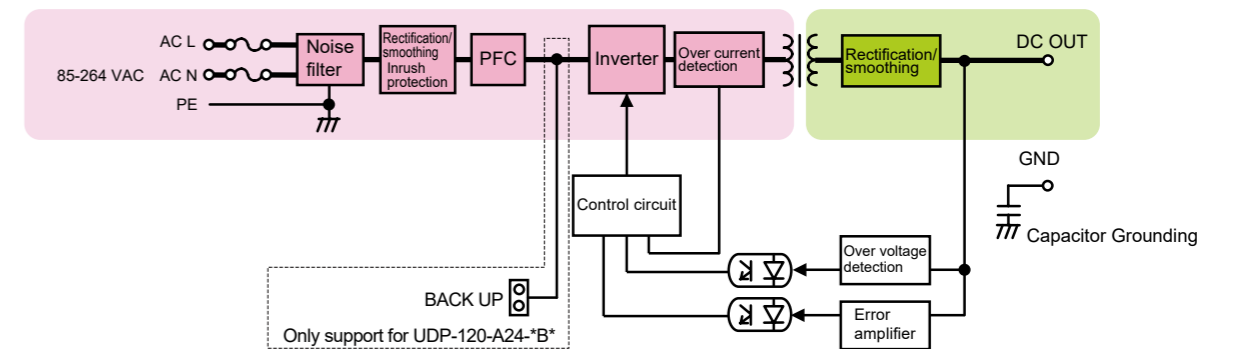 AC L
85-264 VAC
AC N
PE
Noise
filter
Rectification/
smoothing
Inrush
protection
PFC
Inverter
Over current
detection
Rectification/
smoothing
DC OUT
GND
Capacitor Grounding
Control circuit
Over voltage
detection
BACK UP
Only support for UDP-120-A24-*B*
Error
amplifier